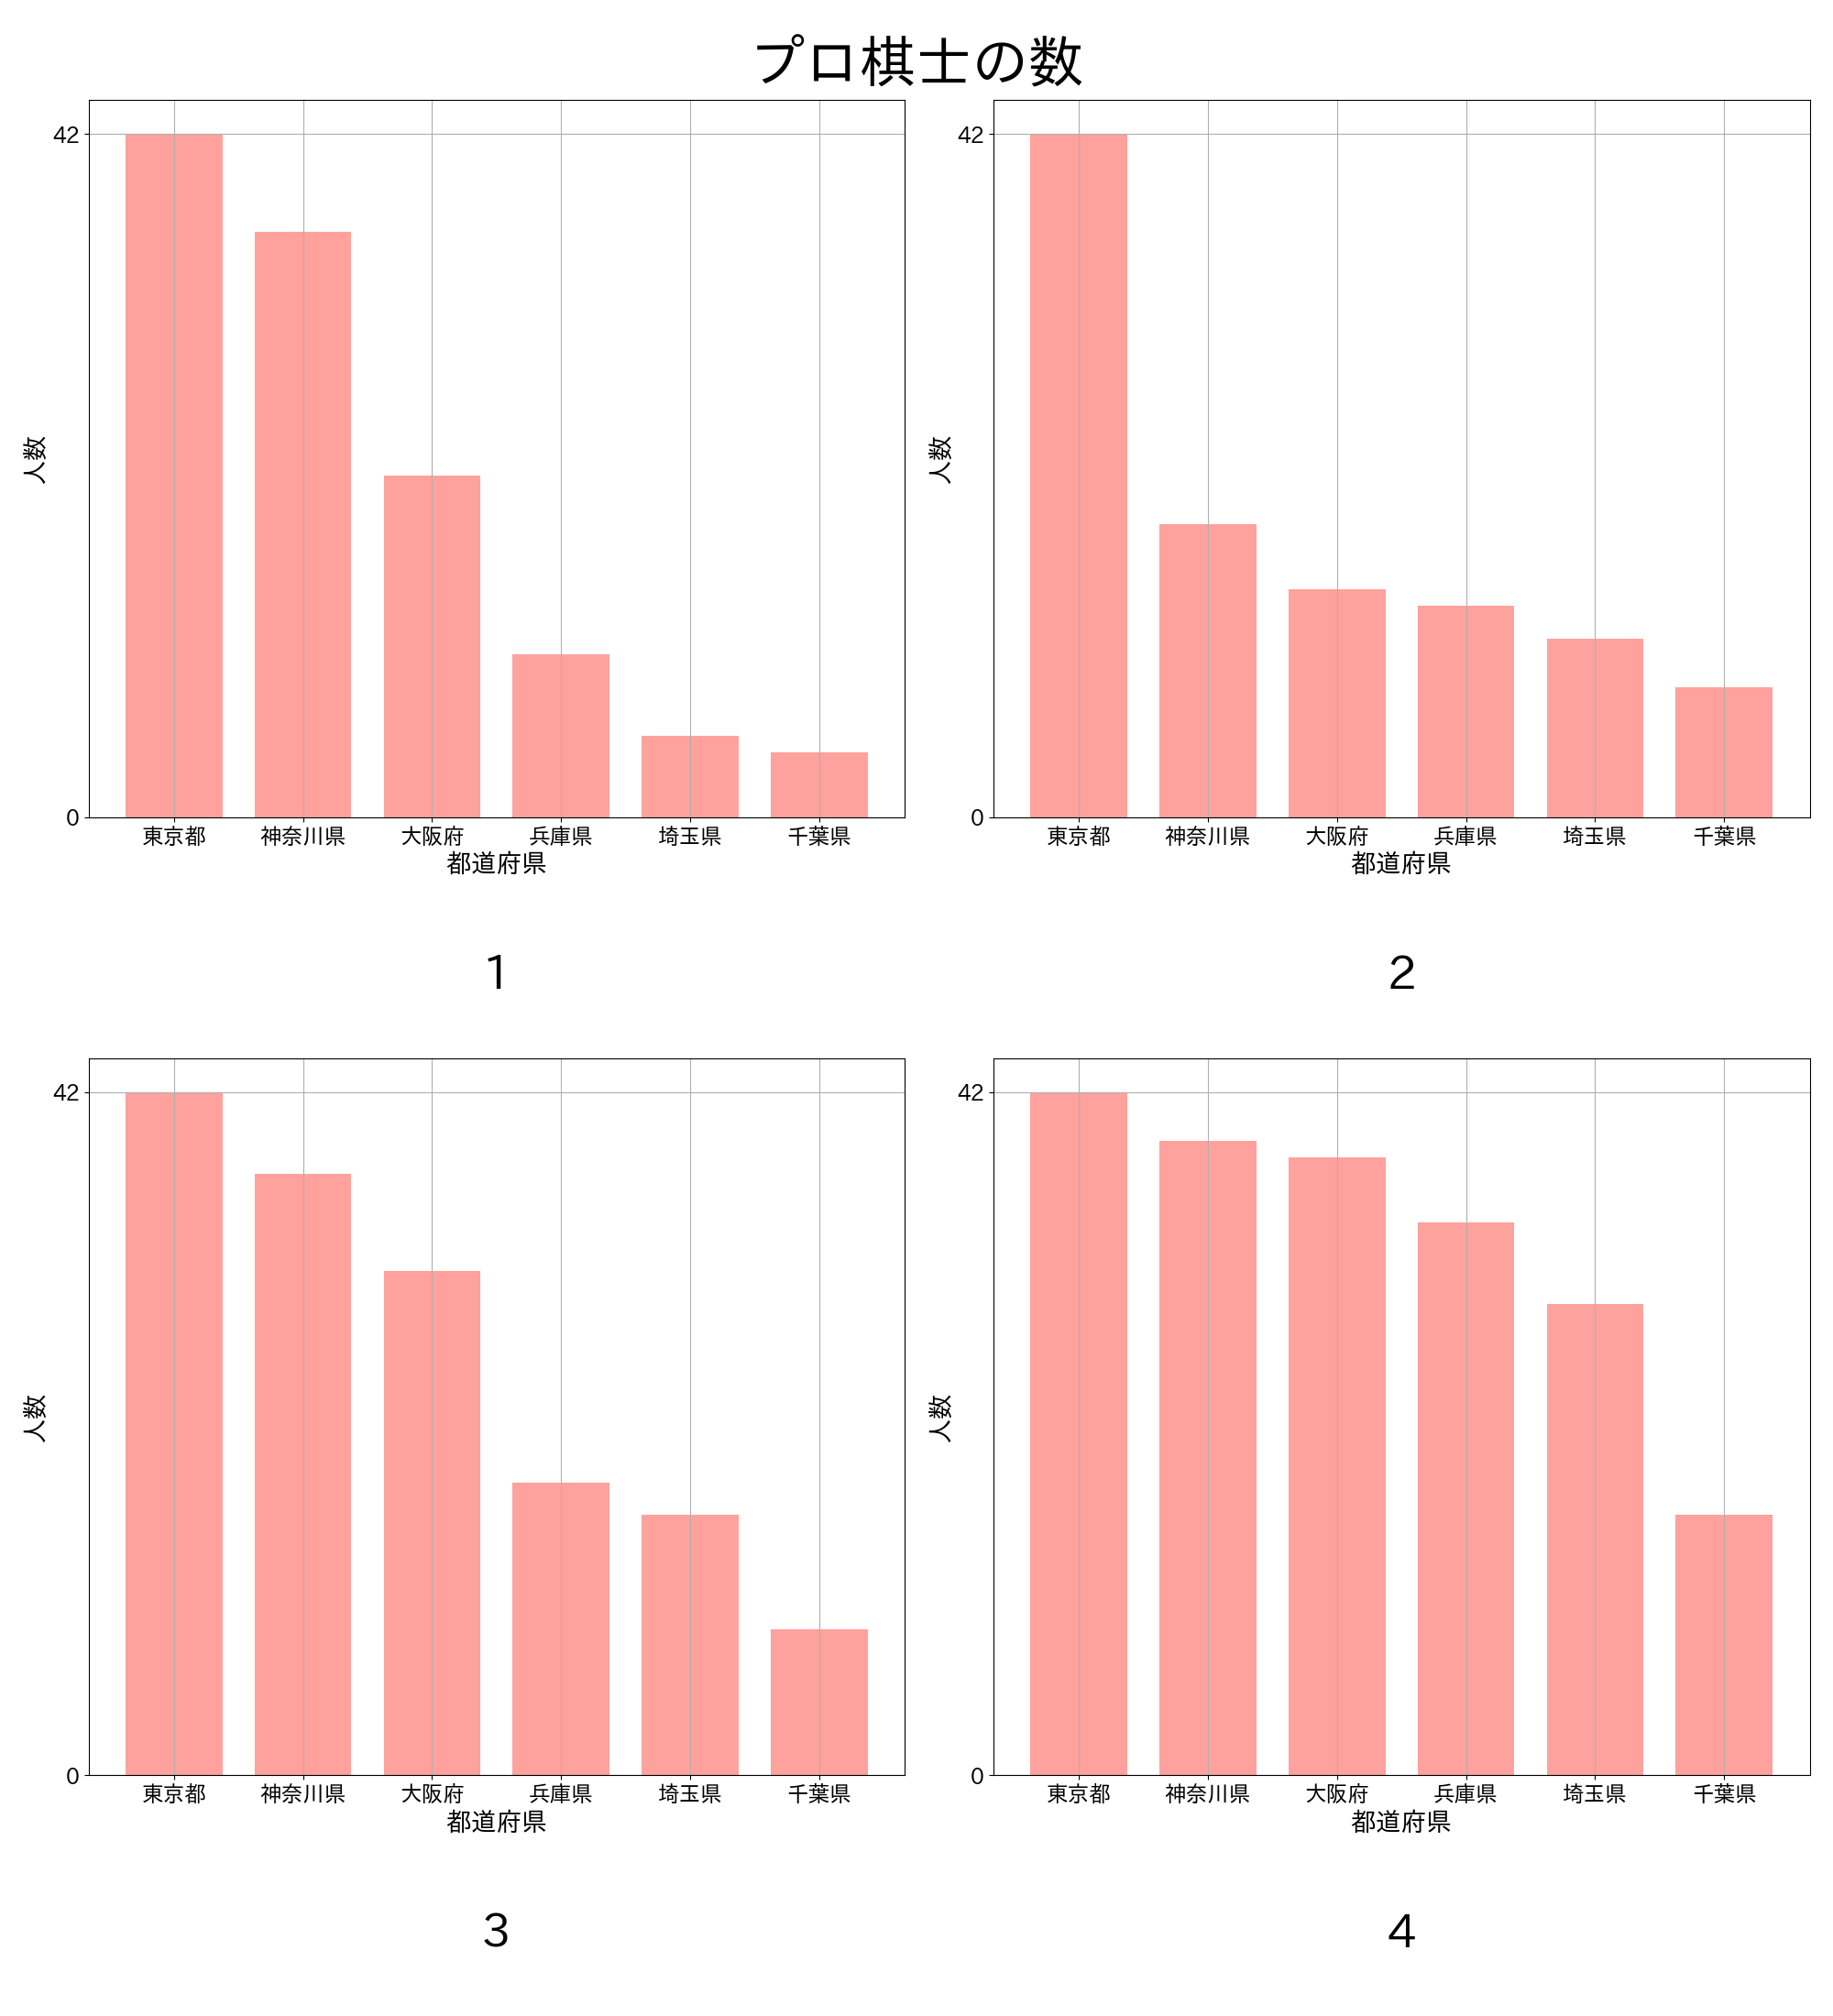 プロ棋士の数
42
0
人数
東京都 神奈川県 大阪府 兵庫県 埼玉県 千葉県
都道府県
1
42
0
人数
東京都 神奈川県 大阪府 兵庫県 埼玉県 千葉県
都道府県
2
42
0
人数
東京都 神奈川県 大阪府 兵庫県 埼玉県 千葉県
都道府県
3
42
0
人数
東京都 神奈川県 大阪府 兵庫県 埼玉県 千葉県
都道府県
4